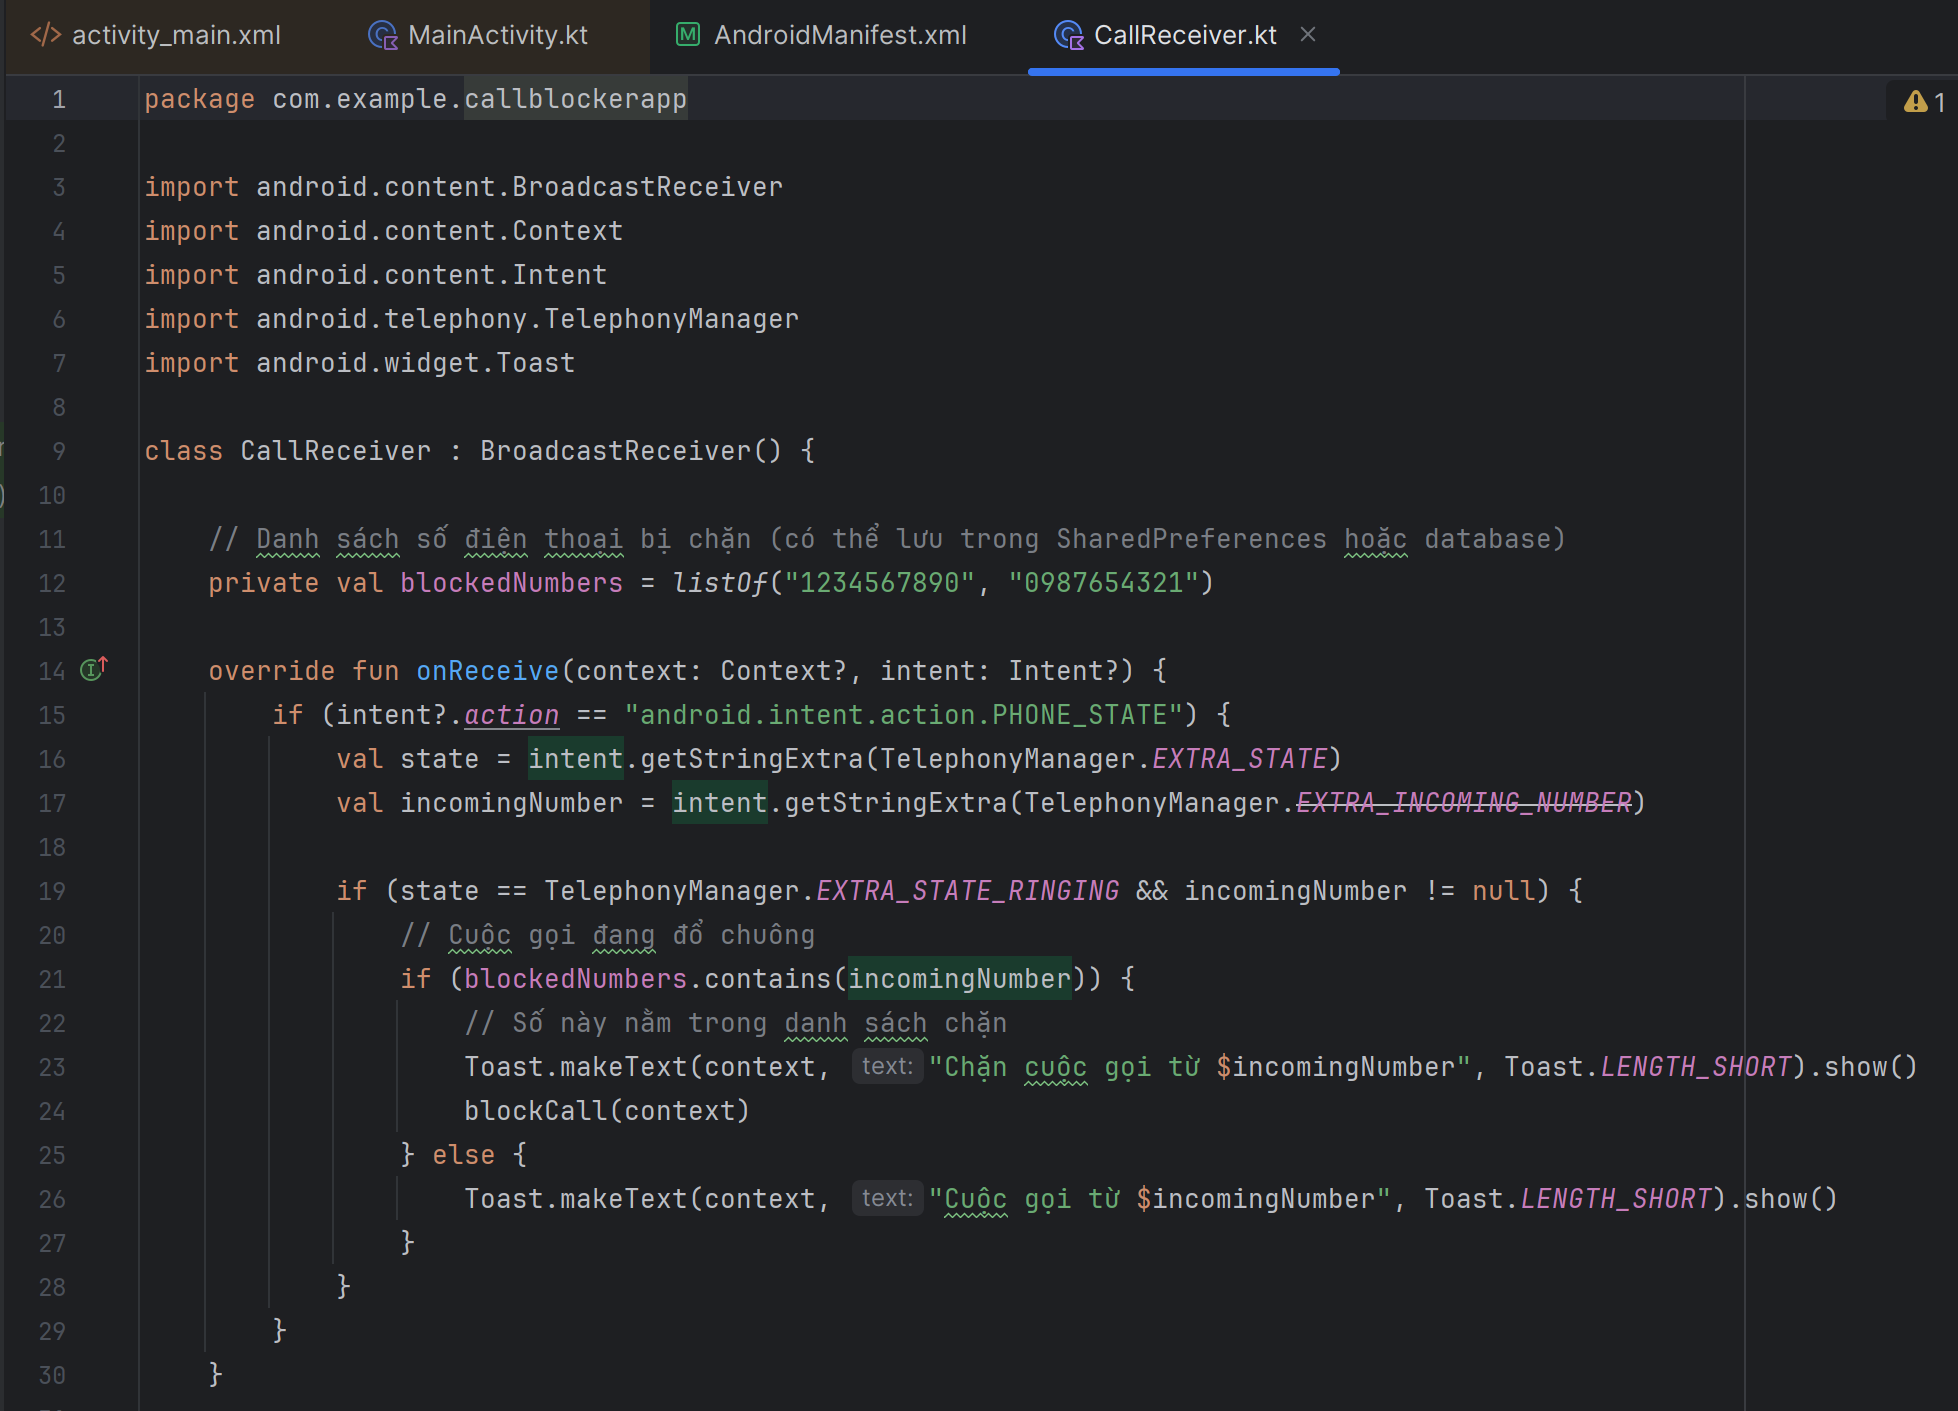 activity_main.xml MainActivity.kt AndroidManifest.xml CallReceiver.kt
1 package com.example.callblockerapp 1
2
3 import android.content.BroadcastReceiver
4 import android.content.Context
5 import android.content.Intent
6 import android.telephony.TelephonyManager
7 import android.widget.Toast
8
9 class CallReceiver : BroadcastReceiver() {
10
11 // Danh sách số điện thoại bị chặn (có thể lưu trong SharedPreferences hoặc database)
12 private val blockedNumbers = listOf("1234567890", "0987654321")
13
14 override fun onReceive(context: Context?, intent: Intent?) {
15 if (intent?.action == "android.intent.action.PHONE_STATE") {
16 val state = intent.getStringExtra(TelephonyManager.EXTRA_STATE)
17 val incomingNumber = intent.getStringExtra(TelephonyManager.EXTRA_INCOMING_NUMBER)
18
19 if (state == TelephonyManager.EXTRA_STATE_RINGING && incomingNumber != null) {
20 // Cuộc gọi đang đổ chuông
21 if (blockedNumbers.contains(incomingNumber)) {
22 // Số này nằm trong danh sách chặn
23 Toast.makeText(context, text: "Chặn cuộc gọi từ $incomingNumber", Toast.LENGTH_SHORT).show()
24 blockCall(context)
25 } else {
26 Toast.makeText(context, text: "Cuộc gọi từ $incomingNumber", Toast.LENGTH_SHORT).show()
27 }
28 }
29 }
30 }